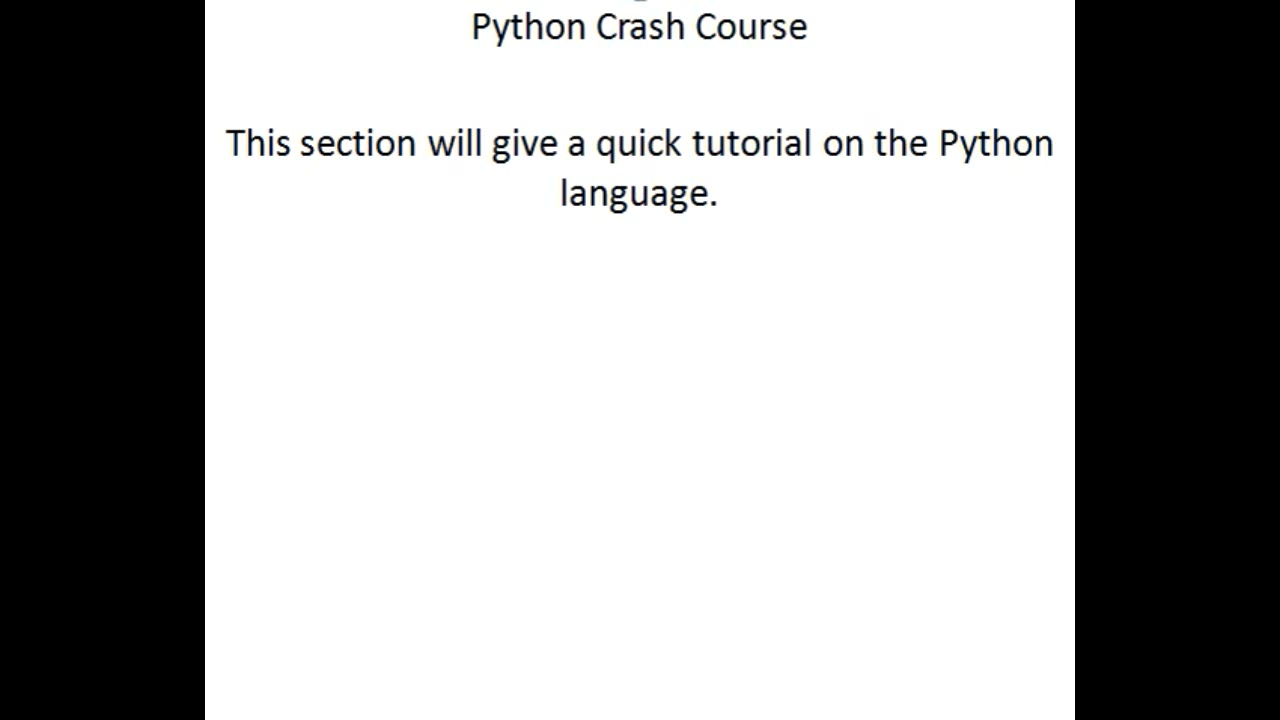 Python Crash Course
This section will give a quick tutorial on the Python
language.